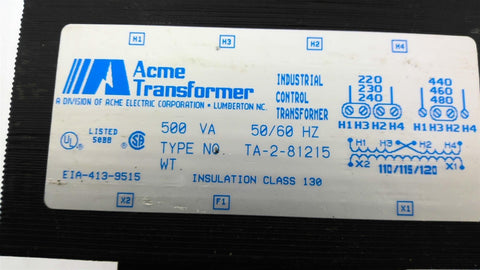 H1 H3 H2 H4
Acme
Transformer
A DIVISION OF ACME ELECTRIC CORPORATION • LUMBERTON NC.
INDUSTRIAL
CONTROL
TRANSFORMER
220
230
240
H1 H3 H2 H4
440
460
480
H1 H3 H2 H4
UL LISTED
508B
SA
500 VA 50/60 HZ
TYPE NO. TA-2-81215
WT.
EIA-413-9515
INSULATION CLASS 130
H1 H3 H2 H4
X2 X1
110/115/120
X2 F1 X1